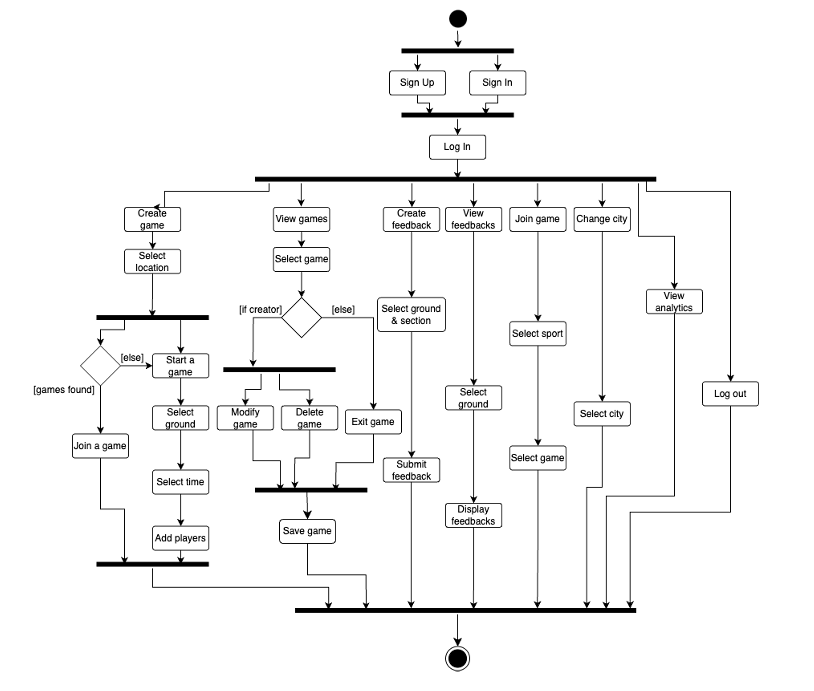 Sign Up
Sign In
Log In
Create
game
View games
Create
feedback
View
feedbacks
Join game
Change city
Select
location
Select game
View
analytics
[if creator]
[else]
Select ground
& section
Select sport
[else]
Start a
game
[games found]
Select
ground
Log out
Select
ground
Modify
game
Delete
game
Exit game
Select city
Join a game
Select game
Submit
feedback
Select time
Display
feedbacks
Save game
Add players